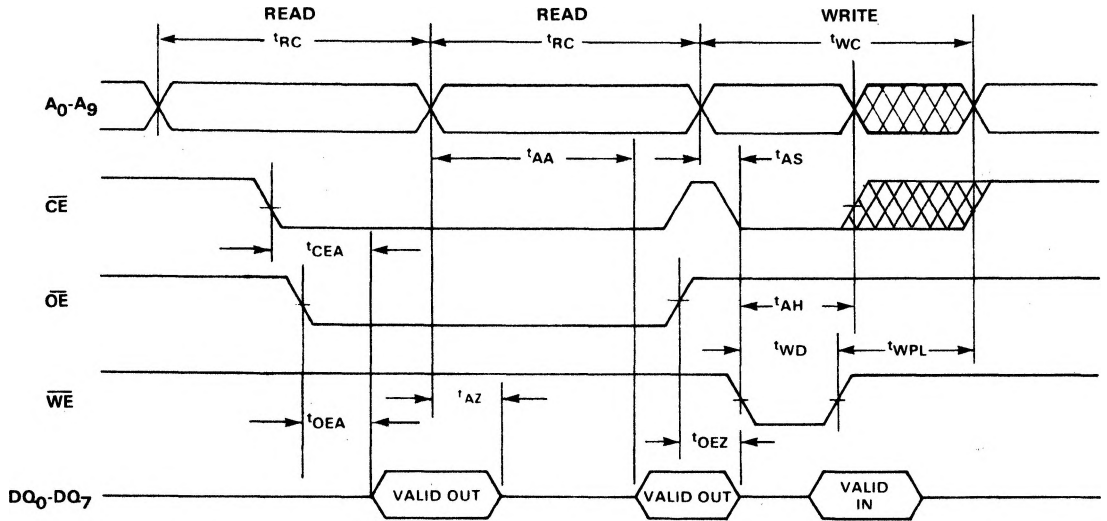 READ READ WRITE
tRC tRC tWC
A0-A9
tAA tAS
CE
tCEA
OE
tAH
tWD tWPL
WE
tAZ
tOEA
tOEZ
DQ0-DQ7 VALID OUT VALID OUT VALID IN